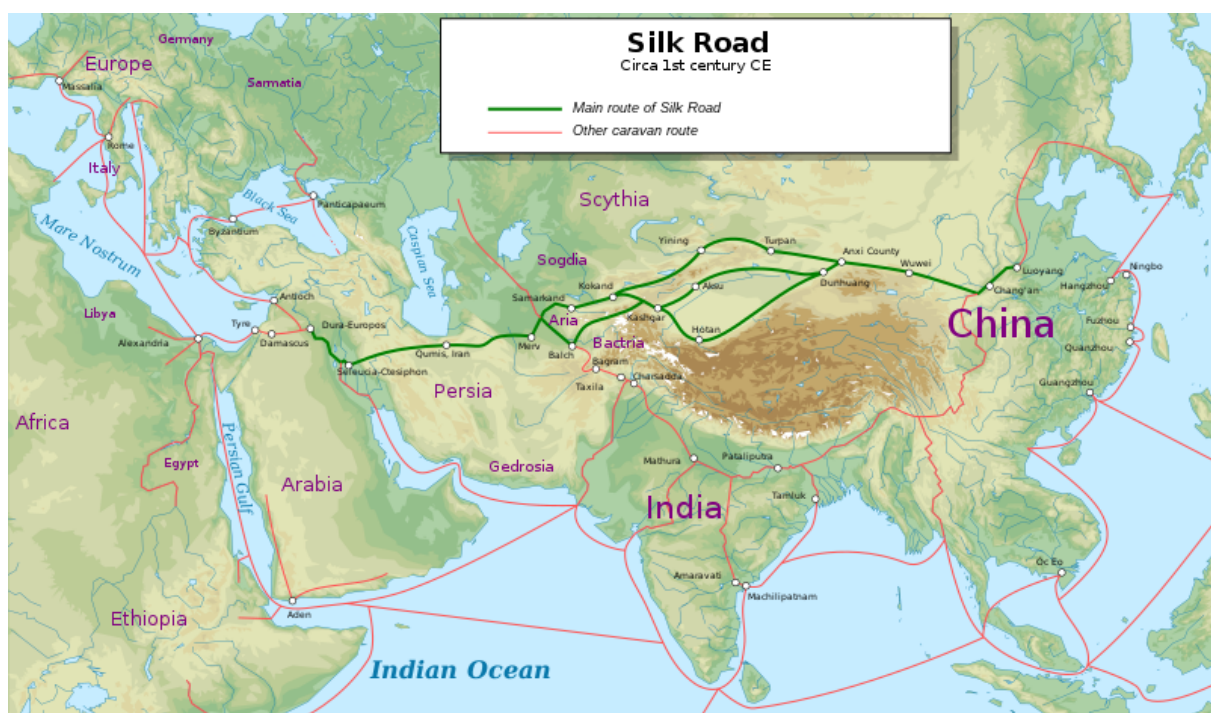 Silk Road
Circa 1st century CE
Main route of Silk Road
Other caravan route
Germany
Europe
Sarmatia
Massalia
Rome
Italy
Mare Nostrum
Black Sea
Panticapaeum
Byzantium
Caspian Sea
Scythia
Sogdia
Yining
Turpan
Anxi County
Wuwei
Luoyang
Ningbo
Hangzhou
Dunhuang
Chang'an
Kokand
Aksu
Samarkand
Kashgar
Aria
Antioch
Libya
Tyre
Dura-Europos
Alexandria
Damascus
Hotan
China
Fuzhou
Quanzhou
Merv
Balch
Bactria
Qumis, Iran
Bagram
Seleucia-Ctesiphon
Taxila
Charsadda
Guangzhou
Persia
Africa
Persian Gulf
Egypt
Arabia
Gedrosia
Mathura
Pataliputra
India
Tamluk
Amaravati
Machilipatnam
Óc Eo
Ethiopia
Aden
Indian Ocean